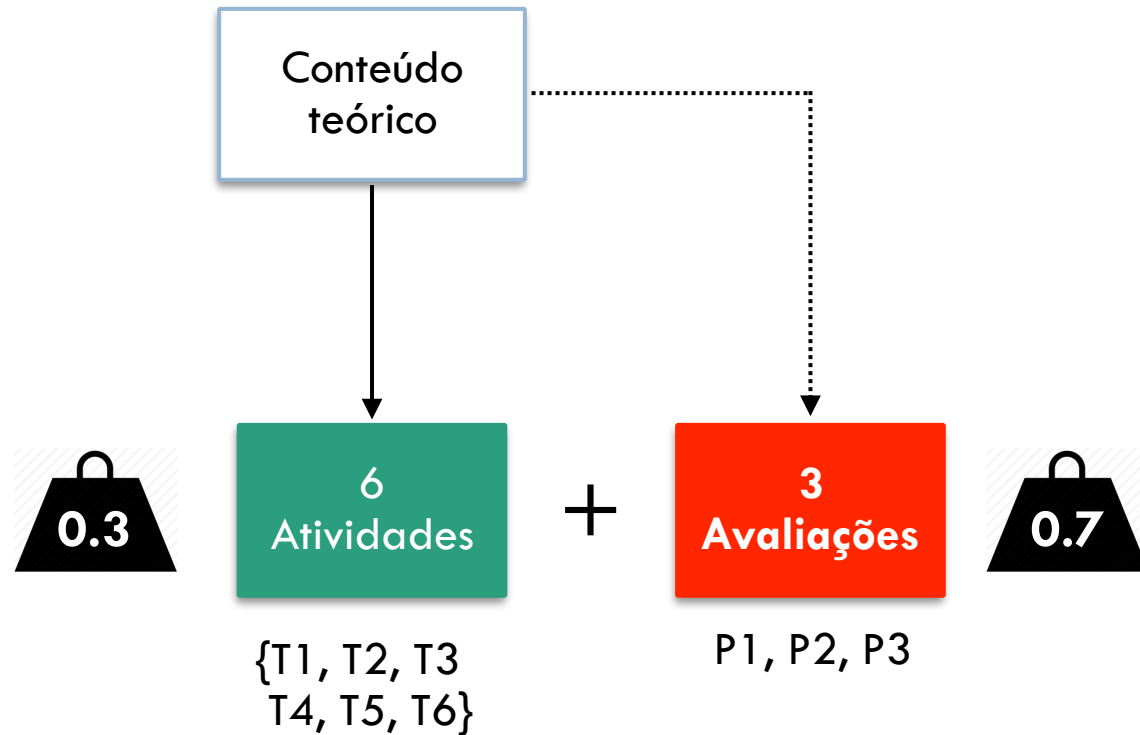 Conteúdo
teórico
0.3
6
Atividades
+
3
Avaliações
0.7
{T1, T2, T3
T4, T5, T6}
P1, P2, P3